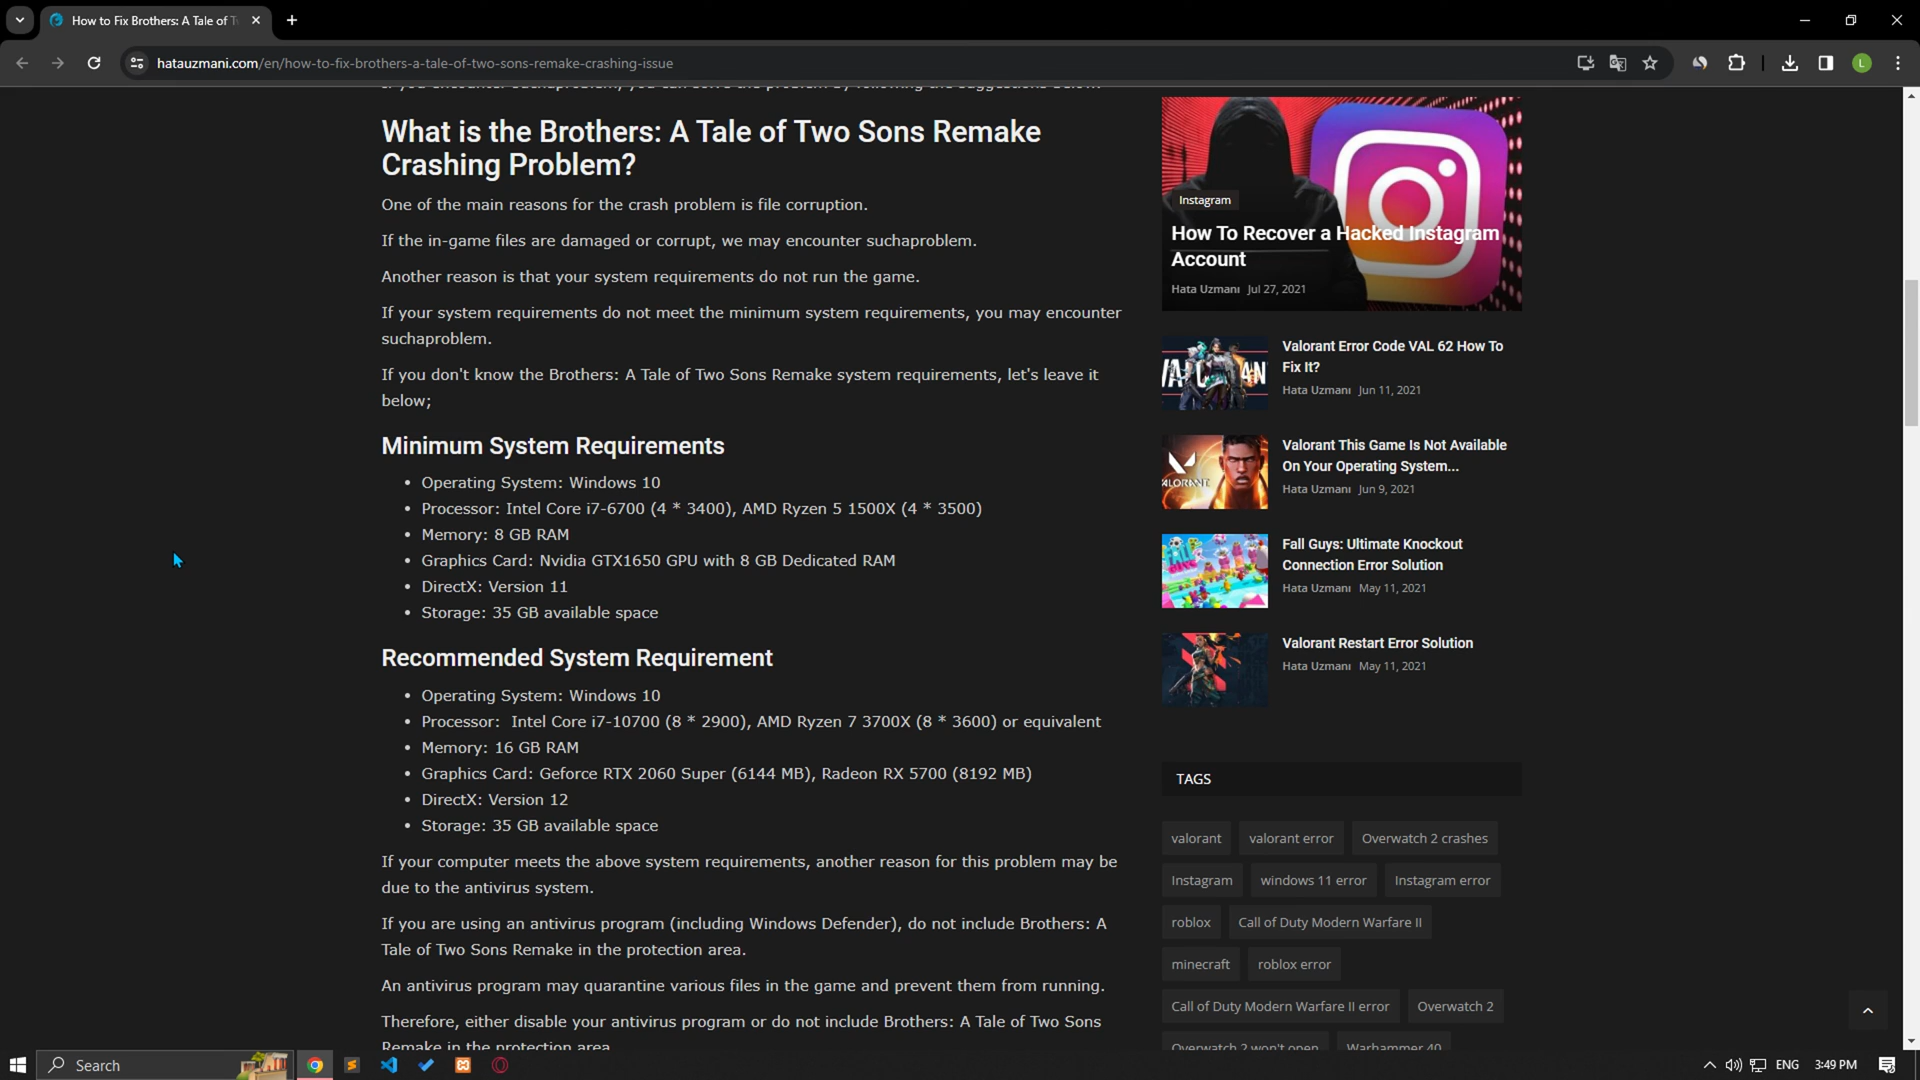 How to Fix Brothers: A Tale of T
hatauzmani.com/en/how-to-fix-brothers-a-tale-of-two-sons-remake-crashing-issue
L
If you encounter suchaproblem, you can solve the problem by following the suggestions below.
What is the Brothers: A Tale of Two Sons Remake
Crashing Problem?
One of the main reasons for the crash problem is file corruption.
If the in-game files are damaged or corrupt, we may encounter suchaproblem.
Another reason is that your system requirements do not run the game.
If your system requirements do not meet the minimum system requirements, you may encounter
suchaproblem.
If you don't know the Brothers: A Tale of Two Sons Remake system requirements, let's leave it
below;
Minimum System Requirements
• Operating System: Windows 10
• Processor: Intel Core i7-6700 (4 * 3400), AMD Ryzen 5 1500X (4 * 3500)
• Memory: 8 GB RAM
• Graphics Card: Nvidia GTX1650 GPU with 8 GB Dedicated RAM
• DirectX: Version 11
• Storage: 35 GB available space
Recommended System Requirement
• Operating System: Windows 10
• Processor:  Intel Core i7-10700 (8 * 2900), AMD Ryzen 7 3700X (8 * 3600) or equivalent
• Memory: 16 GB RAM
• Graphics Card: Geforce RTX 2060 Super (6144 MB), Radeon RX 5700 (8192 MB)
• DirectX: Version 12
• Storage: 35 GB available space
If your computer meets the above system requirements, another reason for this problem may be
due to the antivirus system.
If you are using an antivirus program (including Windows Defender), do not include Brothers: A
Tale of Two Sons Remake in the protection area.
An antivirus program may quarantine various files in the game and prevent them from running.
Therefore, either disable your antivirus program or do not include Brothers: A Tale of Two Sons
Remake in the protection area.
Instagram
How To Recover a Hacked Instagram
Account
Hata Uzmanı Jul 27, 2021
Valorant Error Code VAL 62 How To
Fix It?
Hata Uzmanı Jun 11, 2021
Valorant This Game Is Not Available
On Your Operating System...
Hata Uzmanı Jun 9, 2021
Fall Guys: Ultimate Knockout
Connection Error Solution
Hata Uzmanı May 11, 2021
Valorant Restart Error Solution
Hata Uzmanı May 11, 2021
TAGS
valorant valorant error Overwatch 2 crashes
Instagram windows 11 error Instagram error
roblox Call of Duty Modern Warfare II
minecraft roblox error
Call of Duty Modern Warfare II error Overwatch 2
Overwatch 2 won't open Warhammer 40
Search
ENG 3:49 PM